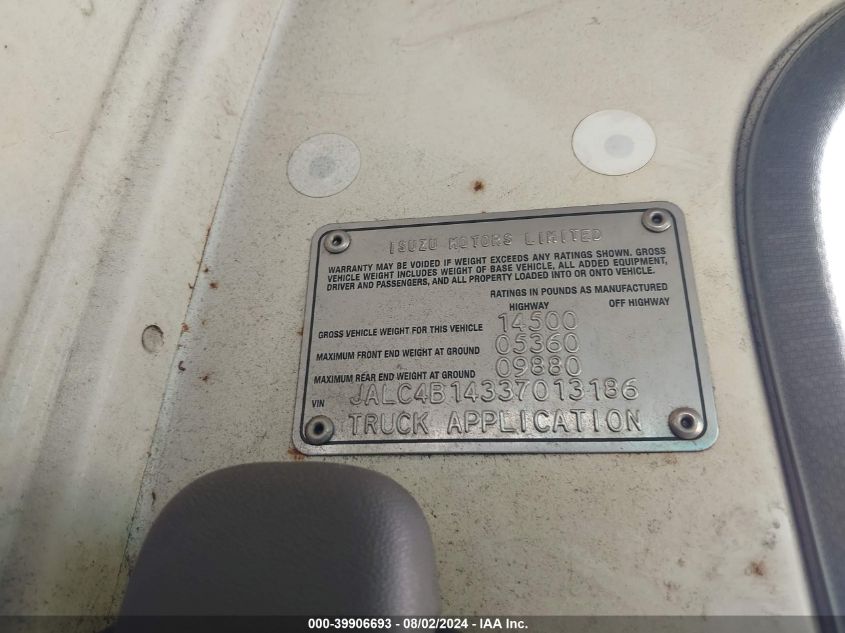 ISUZU MOTORS LIMITED
WARRANTY MAY BE VOIDED IF WEIGHT EXCEEDS ANY RATINGS SHOWN. GROSS
VEHICLE WEIGHT INCLUDES WEIGHT OF BASE VEHICLE, ALL ADDED EQUIPMENT,
DRIVER AND PASSENGERS, AND ALL PROPERTY LOADED INTO OR ONTO VEHICLE.
RATINGS IN POUNDS AS MANUFACTURED
HIGHWAY OFF HIGHWAY
GROSS VEHICLE WEIGHT FOR THIS VEHICLE 14500
MAXIMUM FRONT END WEIGHT AT GROUND 05360
MAXIMUM REAR END WEIGHT AT GROUND 09880
VIN JALC4B14337013186
TRUCK APPLICATION
000-39906693 - 08/02/2024 - IAA Inc.